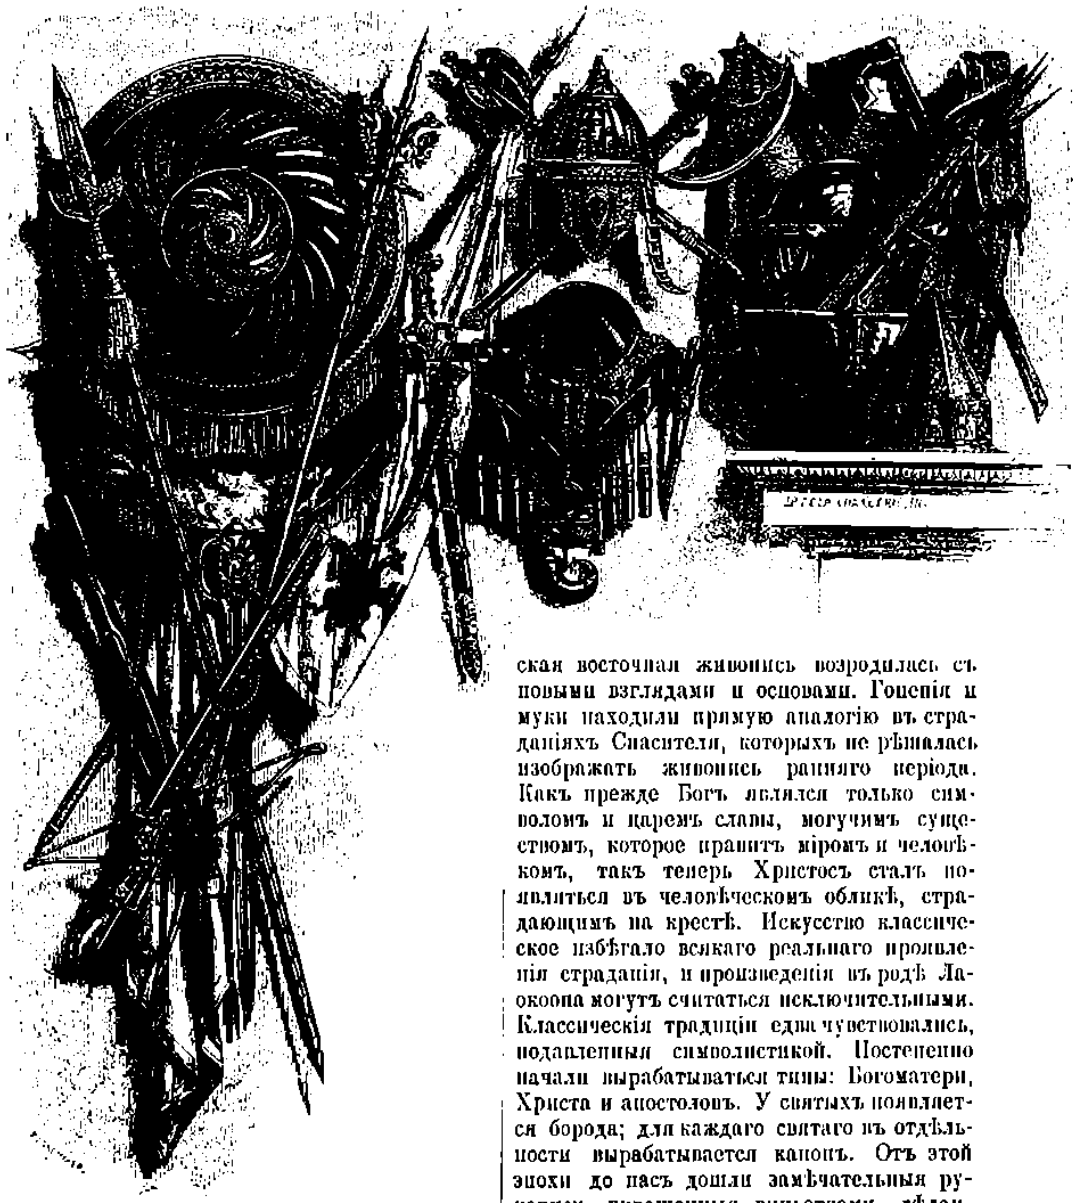 ская восточная живопись возродилась съ
новыми взглядами и основами. Гоненія и
муки находили прямую аналогію въ стра-
даніяхъ Спасителя, которыхъ не рѣшалась
изображать живопись ранняго періода.
Какъ прежде Богъ являлся только сим-
воломъ и царемъ славы, могучимъ суще-
ствомъ, которое правитъ міромъ и человѣ-
комъ, такъ теперь Христосъ сталъ по-
являться въ человѣческомъ обликѣ, стра-
дающимъ на крестѣ. Искусство классиче-
ское избѣгало всякаго реальнаго проявле-
нія страданія, и произведенія въ родѣ Ла-
окоона могутъ считаться исключительными.
Классическія традиціи едва чувствовались,
подавленныя символистикой. Постепенно
начали вырабатываться типы: Богоматери,
Христа и апостоловъ. У святыхъ появляет-
ся борода; для каждаго святаго въ отдѣль-
ности вырабатывается канонъ. Отъ этой
эпохи до насъ дошли замѣчательныя ру-